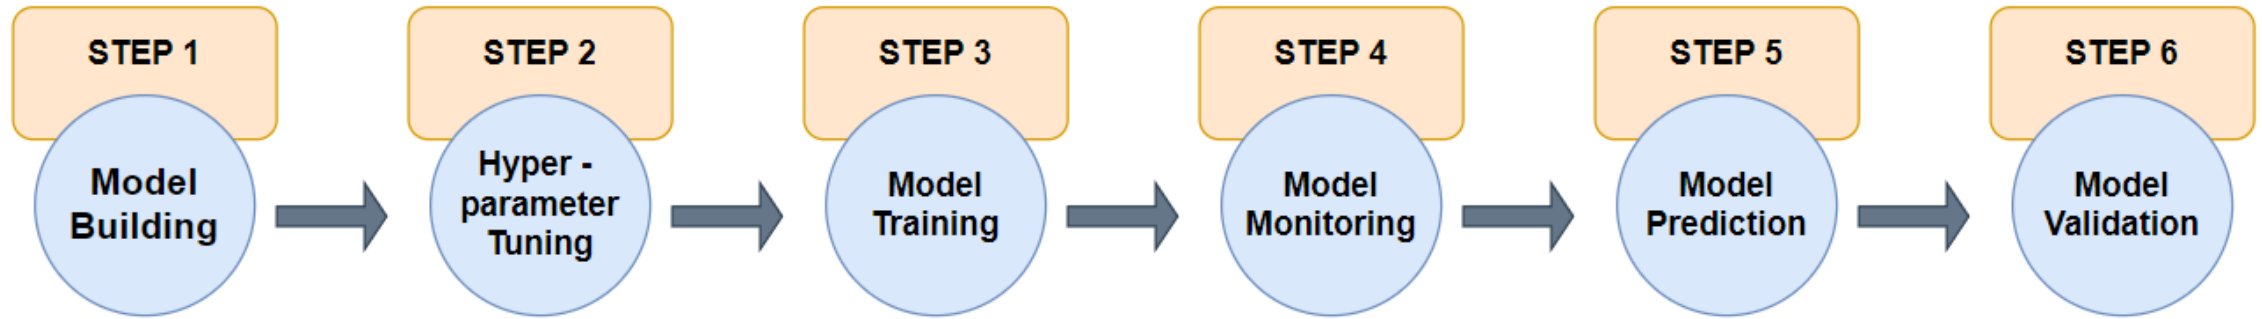 STEP 1
Model
Building
STEP 2
Hyper -
parameter
Tuning
STEP 3
Model
Training
STEP 4
Model
Monitoring
STEP 5
Model
Prediction
STEP 6
Model
Validation